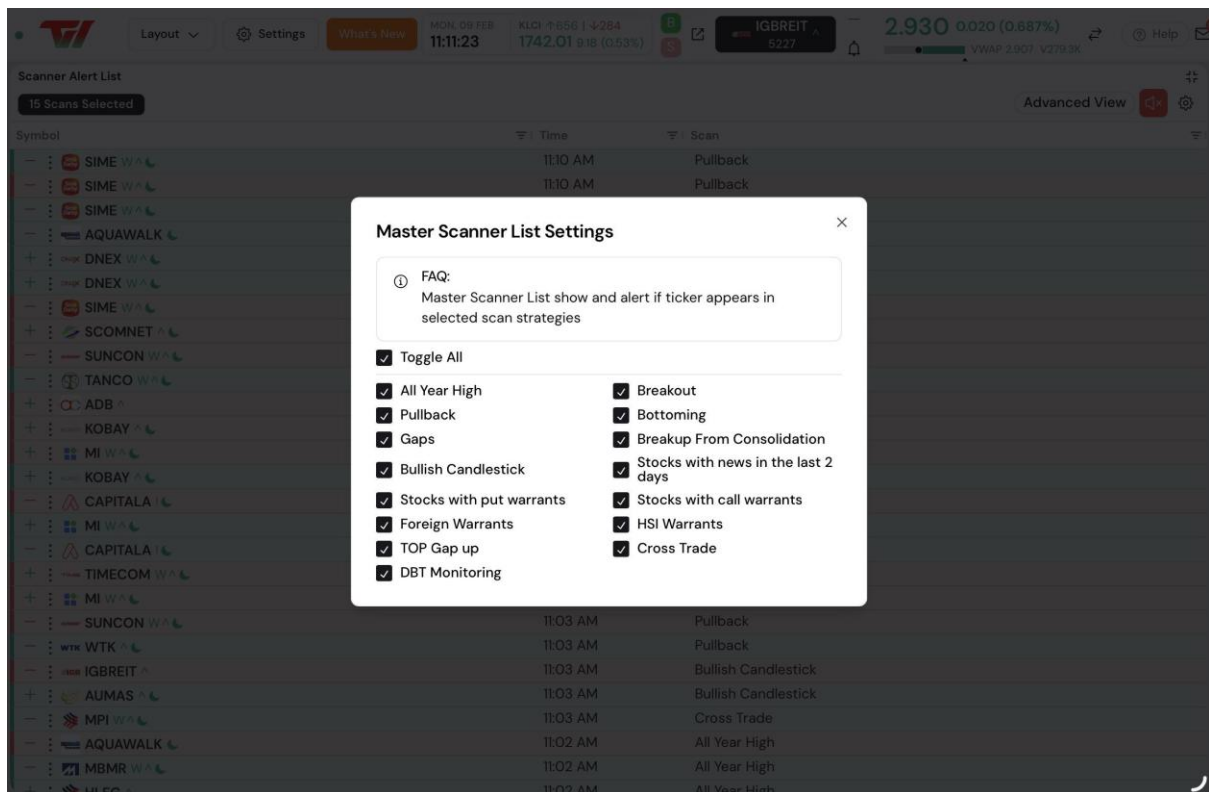 Layout
Settings
What's New
MON, 09 FEB
11:11:23
KLCI ↑656 | ↓284
1742.01 9.18 (0.53%)
B
S
IGBREIT
5227
2.930 0.020 (0.687%)
VWAP 2.907 V279.3K
Help
Scanner Alert List
15 Scans Selected
Advanced View
Symbol Time Scan
SIME W ^ 11:10 AM Pullback
SIME W ^ 11:10 AM Pullback
SIME W ^
AQUAWALK
DNEX W ^
DNEX W ^
SIME W ^
SCOMNET ^
SUNCON W ^
TANCO W ^
ADB ^
KOBAY ^
MI W ^
KOBAY ^
CAPITALA
MI W ^
CAPITALA
TIMECOM W ^
MI W ^
SUNCON W ^ 11:03 AM Pullback
WTK WTK ^ 11:03 AM Pullback
IGBREIT ^ 11:03 AM Bullish Candlestick
AUMAS ^ 11:03 AM Bullish Candlestick
MPI W ^ 11:03 AM Cross Trade
AQUAWALK 11:02 AM All Year High
MBMR W ^ 11:02 AM All Year High
11:02 AM All Year High
Master Scanner List Settings
FAQ:
Master Scanner List show and alert if ticker appears in
selected scan strategies
Toggle All
All Year High Breakout
Pullback Bottoming
Gaps Breakup From Consolidation
Bullish Candlestick Stocks with news in the last 2
days
Stocks with put warrants Stocks with call warrants
Foreign Warrants HSI Warrants
TOP Gap up Cross Trade
DBT Monitoring